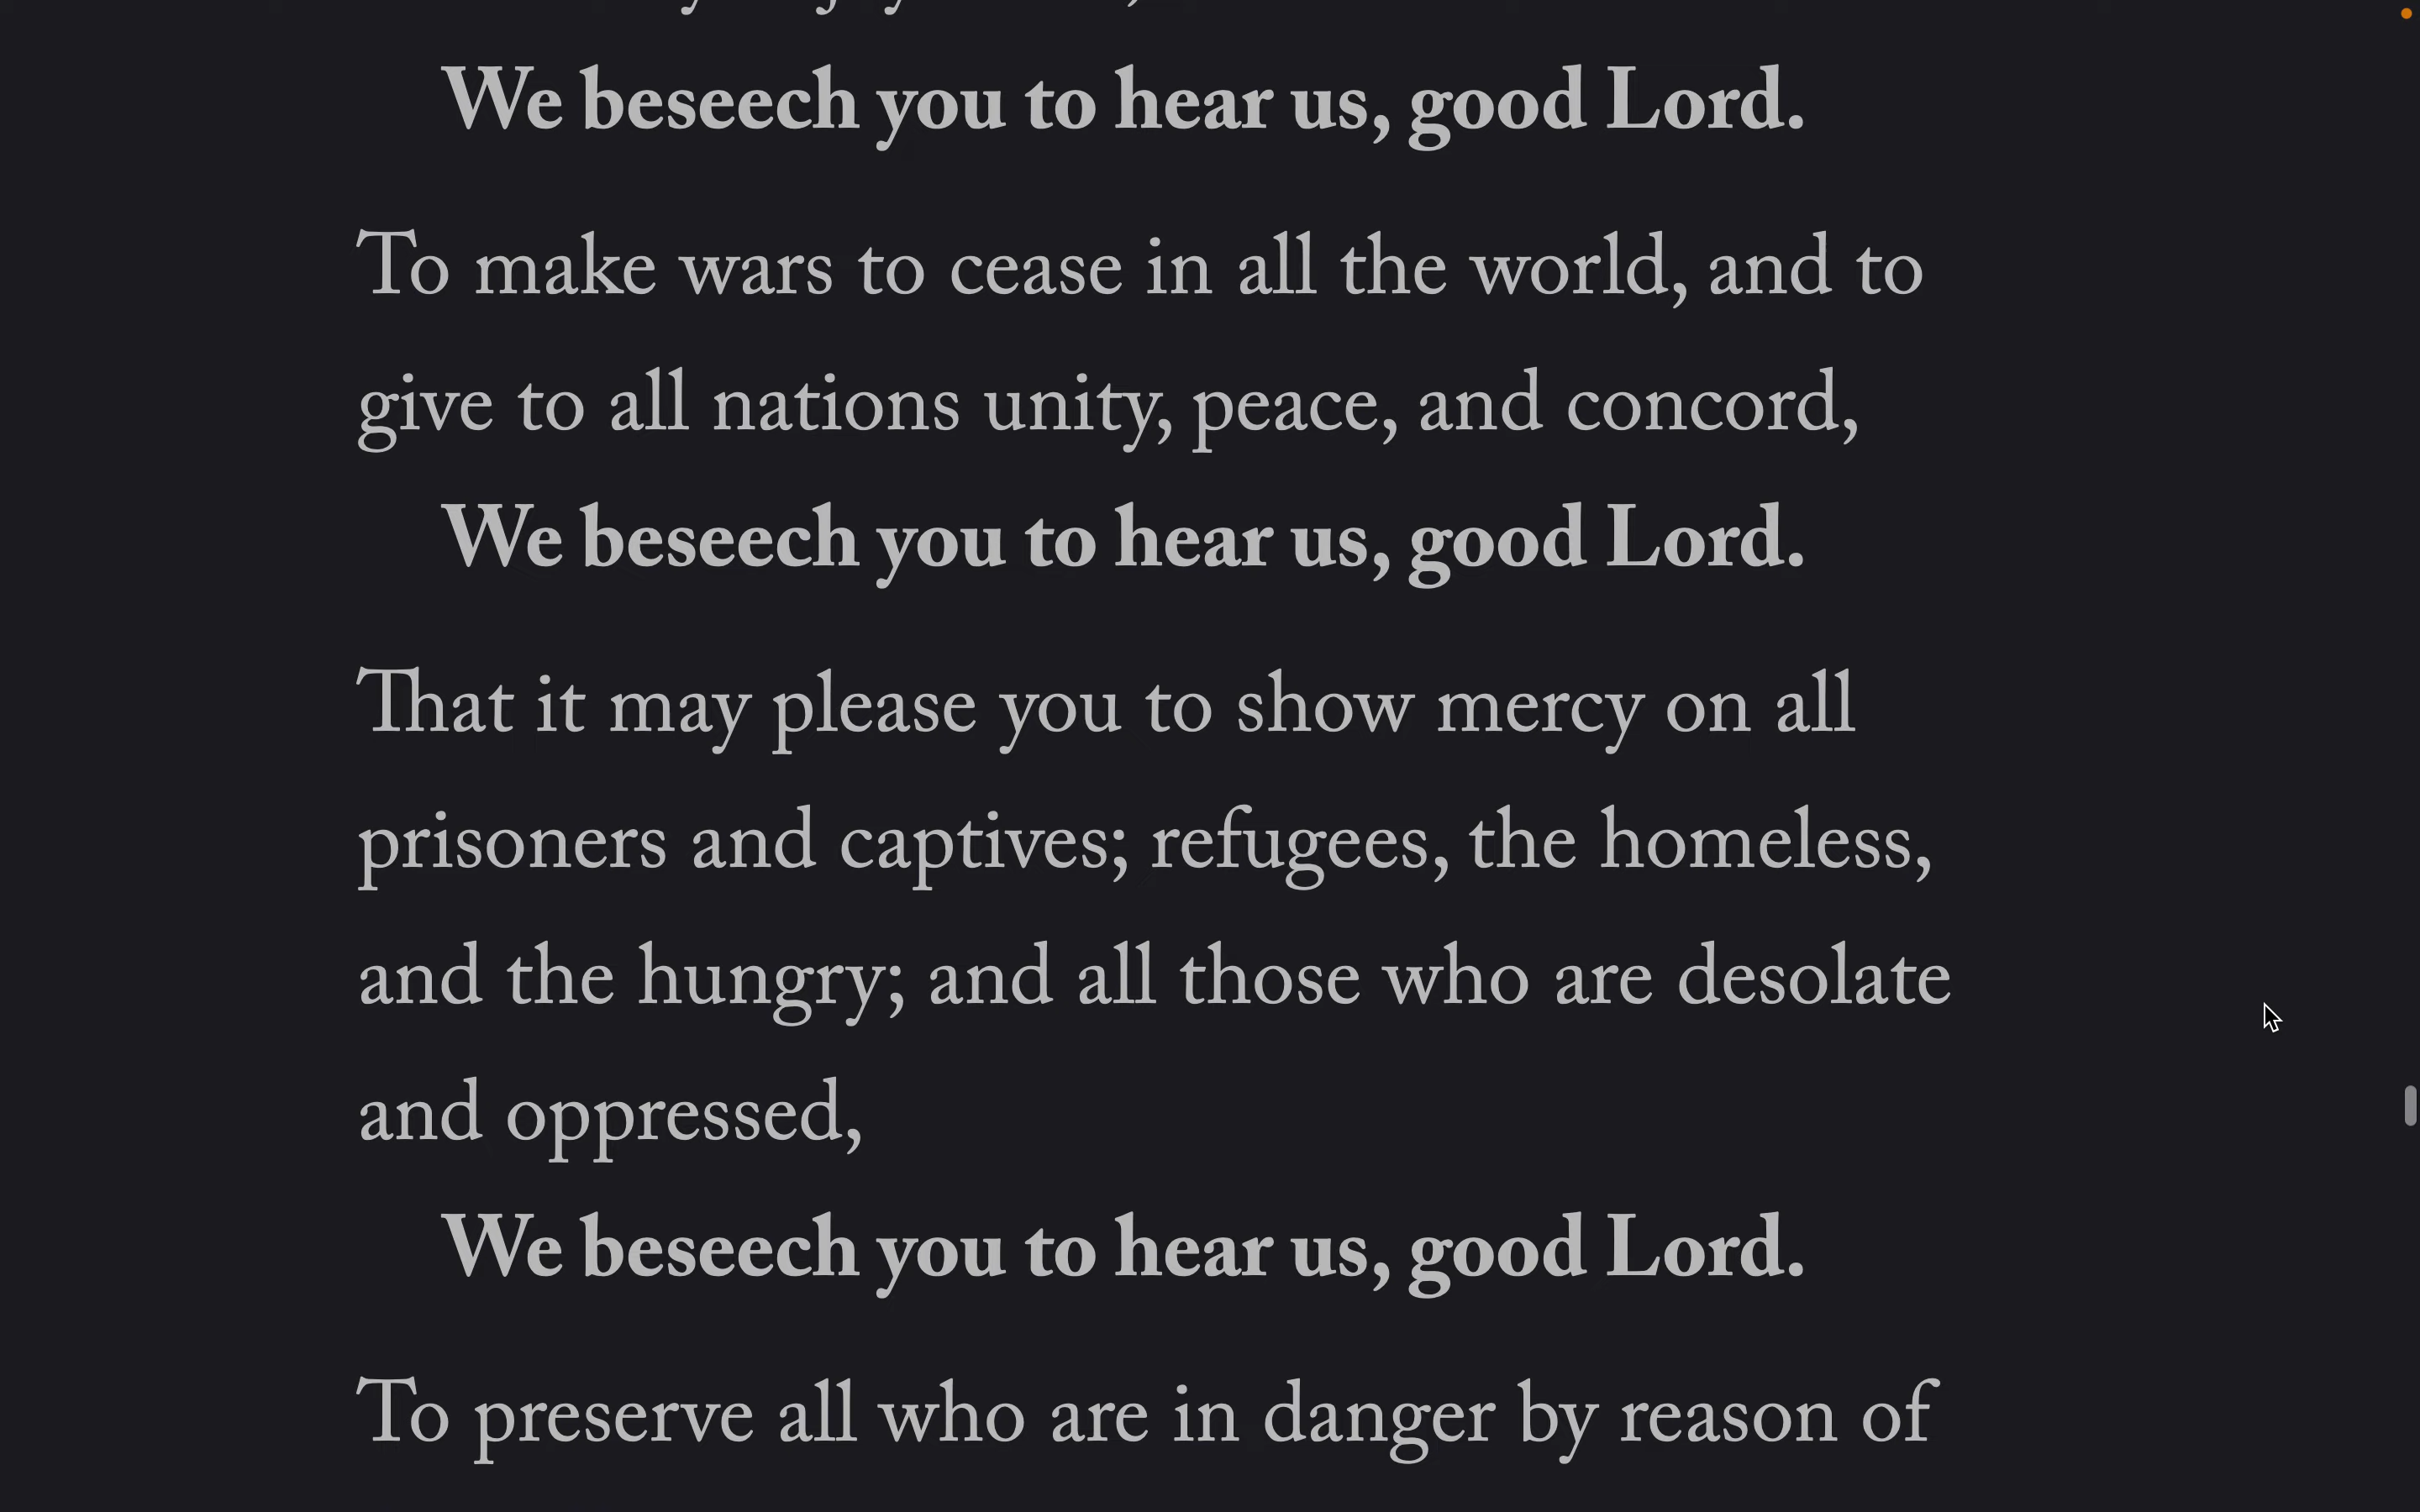 We beseech you to hear us, good Lord.
To make wars to cease in all the world, and to
give to all nations unity, peace, and concord,
We beseech you to hear us, good Lord.
That it may please you to show mercy on all
prisoners and captives; refugees, the homeless,
and the hungry; and all those who are desolate
and oppressed,
We beseech you to hear us, good Lord.
To preserve all who are in danger by reason of